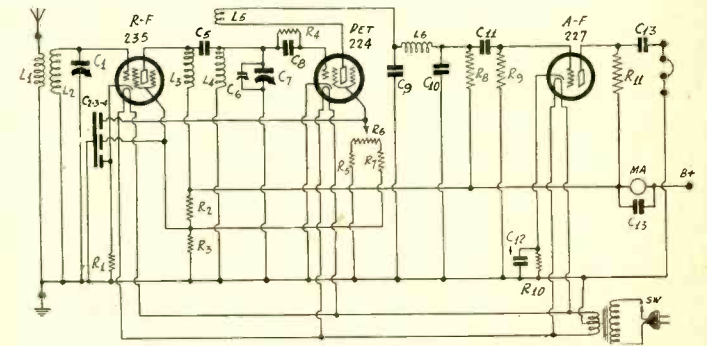 R-F
235
DET
224
A-F
227
L5
C5
R4
L6
C11
C13
L1
L2
C1
L3
L4
C6
C7
C8
C9
C10
R8
R9
R11
C2-3-4
R6
R5
R7
MA
B+
C13
R2
R3
R1
C12
R10
SW